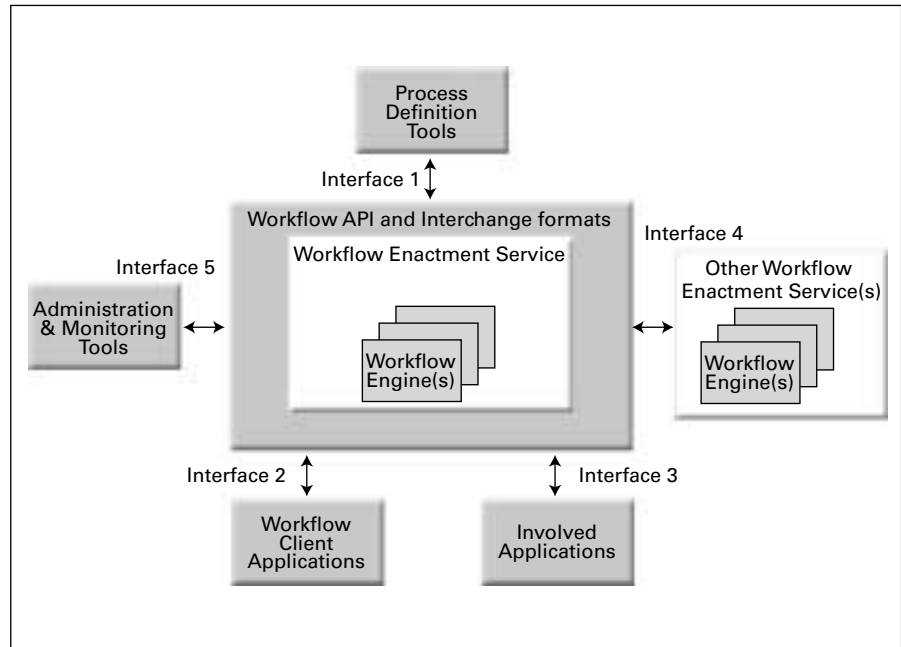 Process
Definition
Tools
Interface 1
Workflow API and Interchange formats
Workflow Enactment Service
Workflow
Engine(s)
Interface 4
Other Workflow
Enactment Service(s)
Workflow
Engine(s)
Interface 5
Administration
& Monitoring
Tools
Interface 2
Workflow
Client
Applications
Interface 3
Involved
Applications